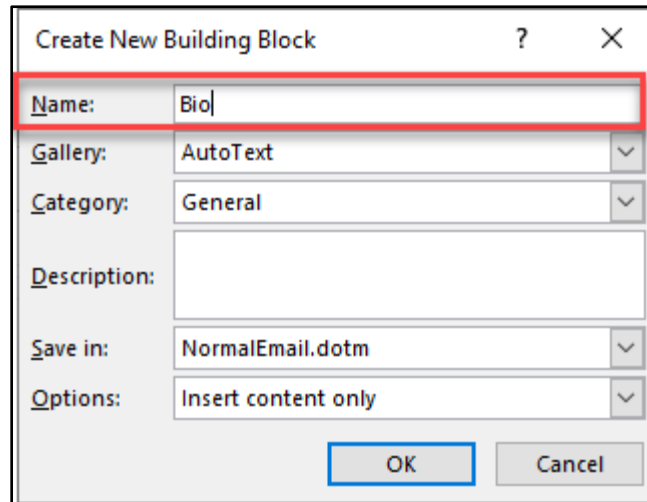 Create New Building Block ?
Name: Bio
Gallery: AutoText
Category: General
Description:
Save in: NormalEmail.dotm
Options: Insert content only
OK Cancel